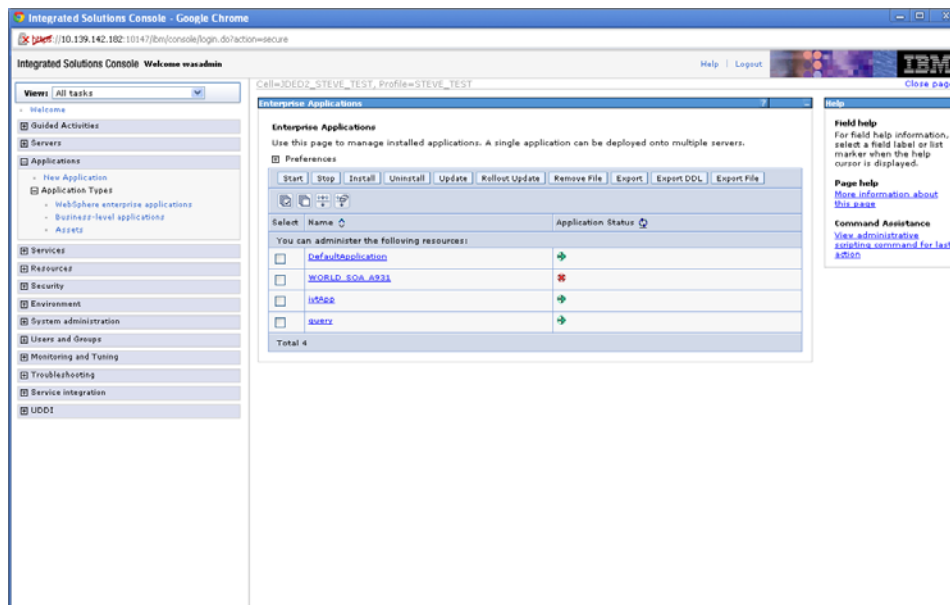 Integrated Solutions Console - Google Chrome
https://10.139.142.182:10147/ibm/console/login.do?action=secure
Integrated Solutions Console Welcome wasadmin
Help | Logout
IBM
View: All tasks
Cell=JDED2_STEVE_TEST, Profile=STEVE_TEST
Close page
Welcome
Guided Activities
Servers
Applications
New Application
Application Types
WebSphere enterprise applications
Business-level applications
Assets
Services
Resources
Security
Environment
System administration
Users and Groups
Monitoring and Tuning
Troubleshooting
Service integration
UDDI
Enterprise Applications ? _
Enterprise Applications
Use this page to manage installed applications. A single application can be deployed onto multiple servers.
Preferences
Start Stop Install Uninstall Update Rollout Update Remove File Export Export DDL Export File
Select Name Application Status
You can administer the following resources:
DefaultApplication
WORLD_SOA_A931
ivtApp
query
Total 4
Help
Field help
For field help information,
select a field label or list
marker when the help
cursor is displayed.
Page help
More information about
this page
Command Assistance
View administrative
scripting command for last
action